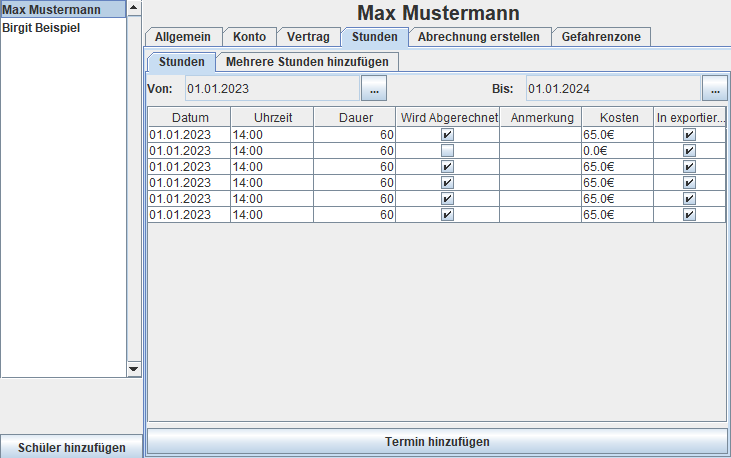 Max Mustermann
Birgit Beispiel
Schüler hinzufügen
Max Mustermann
Allgemein Konto Vertrag Stunden Abrechnung erstellen Gefahrenzone
Stunden Mehrere Stunden hinzufügen
Von: 01.01.2023 ... Bis: 01.01.2024 ...
Datum Uhrzeit Dauer Wird Abgerechnet Anmerkung Kosten In exportier...
01.01.2023 14:00 60 65.0€
01.01.2023 14:00 60 0.0€
01.01.2023 14:00 60 65.0€
01.01.2023 14:00 60 65.0€
01.01.2023 14:00 60 65.0€
01.01.2023 14:00 60 65.0€
Termin hinzufügen